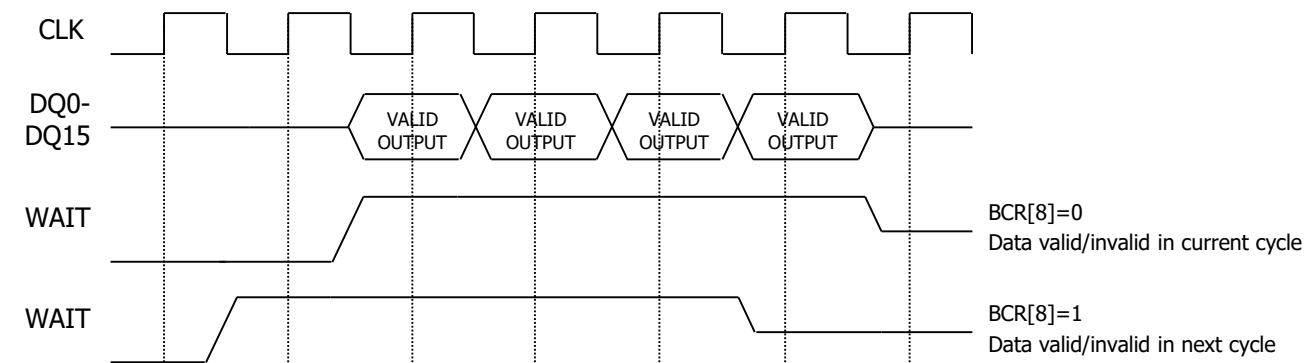 CLK
DQ0-
DQ15
VALID
OUTPUT
VALID
OUTPUT
VALID
OUTPUT
VALID
OUTPUT
WAIT
BCR[8]=0
Data valid/invalid in current cycle
WAIT
BCR[8]=1
Data valid/invalid in next cycle